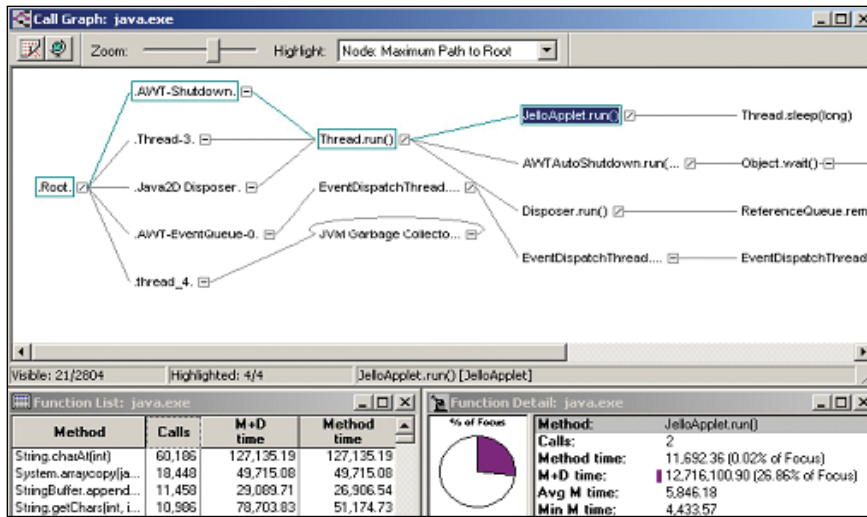 Call Graph: java.exe
Zoom: Highlight: Node: Maximum Path to Root
.AWT-Shutdown.
JelloApplet.run() Thread.sleep(long)
.Thread-3. Thread.run()
AWTAutoShutdown.run(... Object.wait()
.Root. .Java2D Disposer. EventDispatchThread....
Disposer.run() ReferenceQueue.rem
.AWT-EventQueue-0. JVM Garbage Collecto...
EventDispatchThread.... EventDispatchThread
.thread_4.
Visible: 21/2804 Highlighted: 4/4 JelloApplet.run() [JelloApplet]
Function List: java.exe
Method Calls M+D time Method time
String.charAt(int) 60,186 127,135.19 127,135.19
System.arraycopy(ja... 18,448 49,715.08 49,715.08
StringBuffer.append... 11,458 29,089.71 26,906.54
String.getChars(int, i... 10,986 78,703.83 51,174.73
Function Detail: java.exe
% of Focus
Method: JelloApplet.run()
Calls: 2
Method time: 11,692.36 (0.02% of Focus)
M+D time: 12,716,100.90 (26.86% of Focus)
Avg M time: 5,846.18
Min M time: 4,433.57